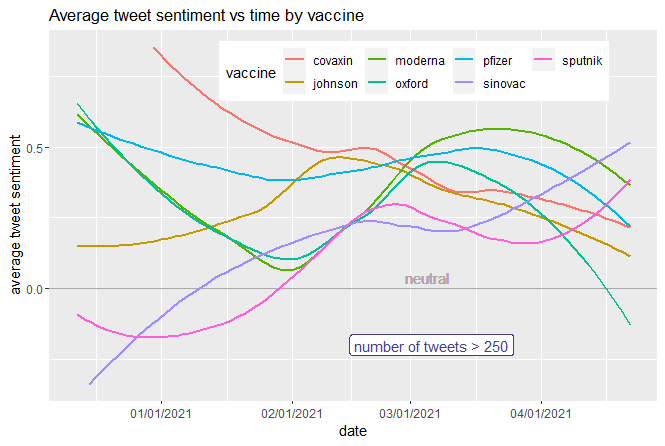 Average tweet sentiment vs time by vaccine
vaccine
covaxin moderna pfizer sputnik
johnson oxford sinovac
average tweet sentiment
0.5
0.0
neutral
number of tweets > 250
01/01/2021 02/01/2021 03/01/2021 04/01/2021
date